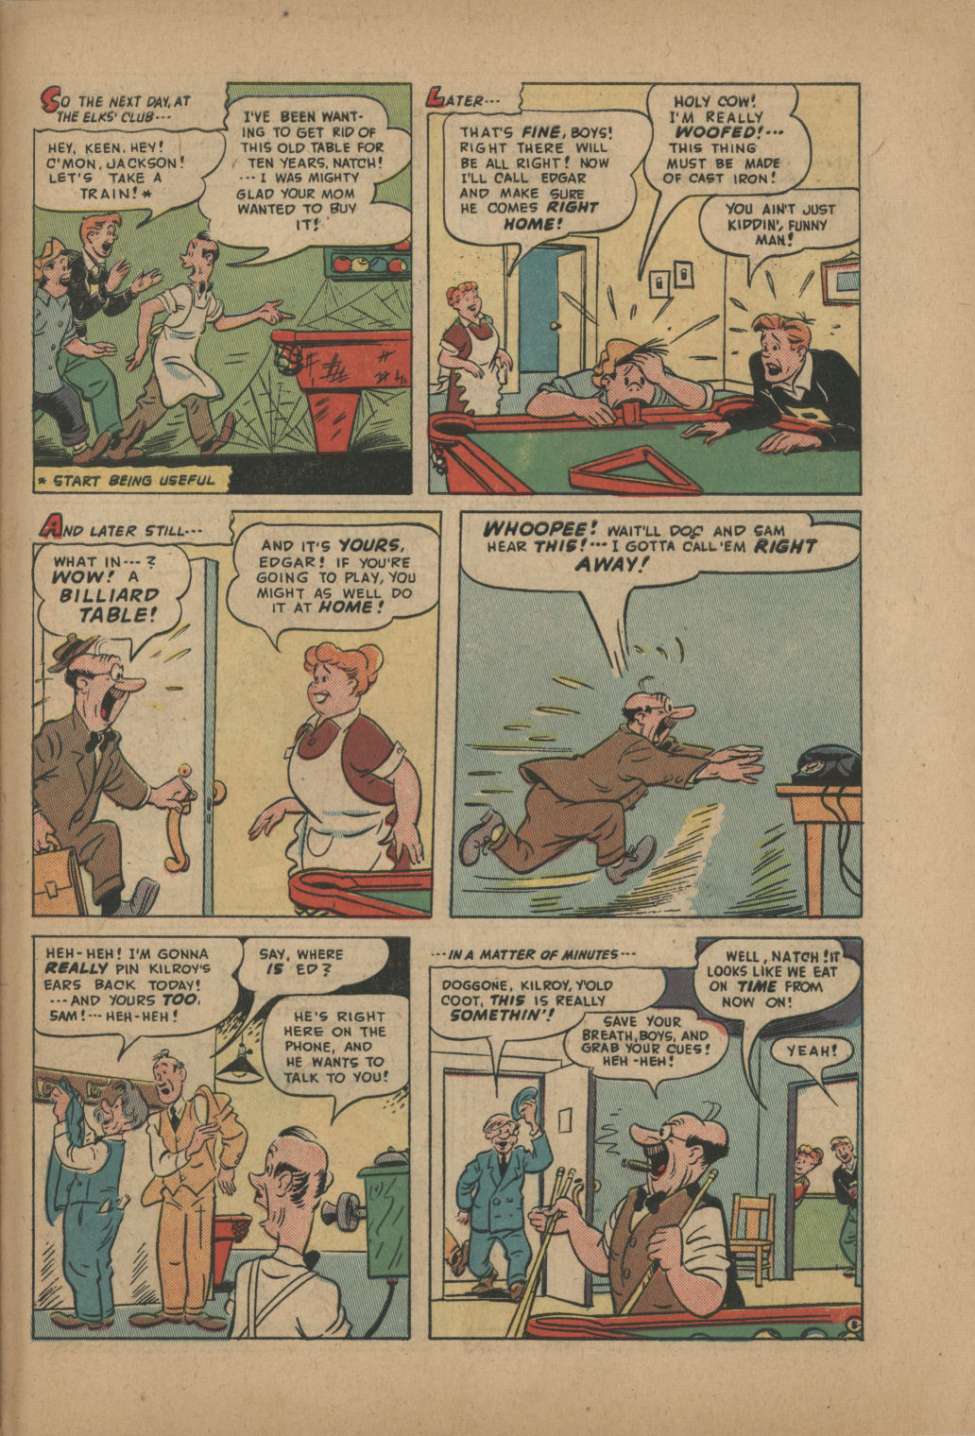 SO THE NEXT DAY, AT
THE ELKS' CLUB---
HEY, KEEN, HEY!
C'MON, JACKSON!
LET'S TAKE A
TRAIN!*
I'VE BEEN WANT-
ING TO GET RID OF
THIS OLD TABLE FOR
TEN YEARS, NATCH!
--- I WAS MIGHTY
GLAD YOUR MOM
WANTED TO BUY
IT!
* START BEING USEFUL
LATER---
THAT'S FINE, BOYS!
RIGHT THERE WILL
BE ALL RIGHT! NOW
I'LL CALL EDGAR
AND MAKE SURE
HE COMES RIGHT
HOME!
HOLY COW!
I'M REALLY
WOOFED!---
THIS THING
MUST BE MADE
OF CAST IRON!
YOU AIN'T JUST
KIDDIN', FUNNY
MAN!
AND LATER STILL---
WHAT IN---?
WOW! A
BILLIARD
TABLE!
AND IT'S YOURS,
EDGAR! IF YOU'RE
GOING TO PLAY, YOU
MIGHT AS WELL DO
IT AT HOME!
WHOOPEE! WAIT'LL DOC AND SAM
HEAR THIS!--- I GOTTA CALL 'EM RIGHT
AWAY!
HEH-HEH! I'M GONNA
REALLY PIN KILROY'S
EARS BACK TODAY!
---AND YOURS TOO,
SAM!--- HEH-HEH!
SAY, WHERE
IS ED?
HE'S RIGHT
HERE ON THE
PHONE, AND
HE WANTS TO
TALK TO YOU!
---IN A MATTER OF MINUTES---
DOGGONE, KILROY, Y'OLD
COOT, THIS IS REALLY
SOMETHIN'!
SAVE YOUR
BREATH, BOYS, AND
GRAB YOUR CUES!
HEH-HEH!
WELL, NATCH! IT
LOOKS LIKE WE EAT
ON TIME FROM
NOW ON!
YEAH!